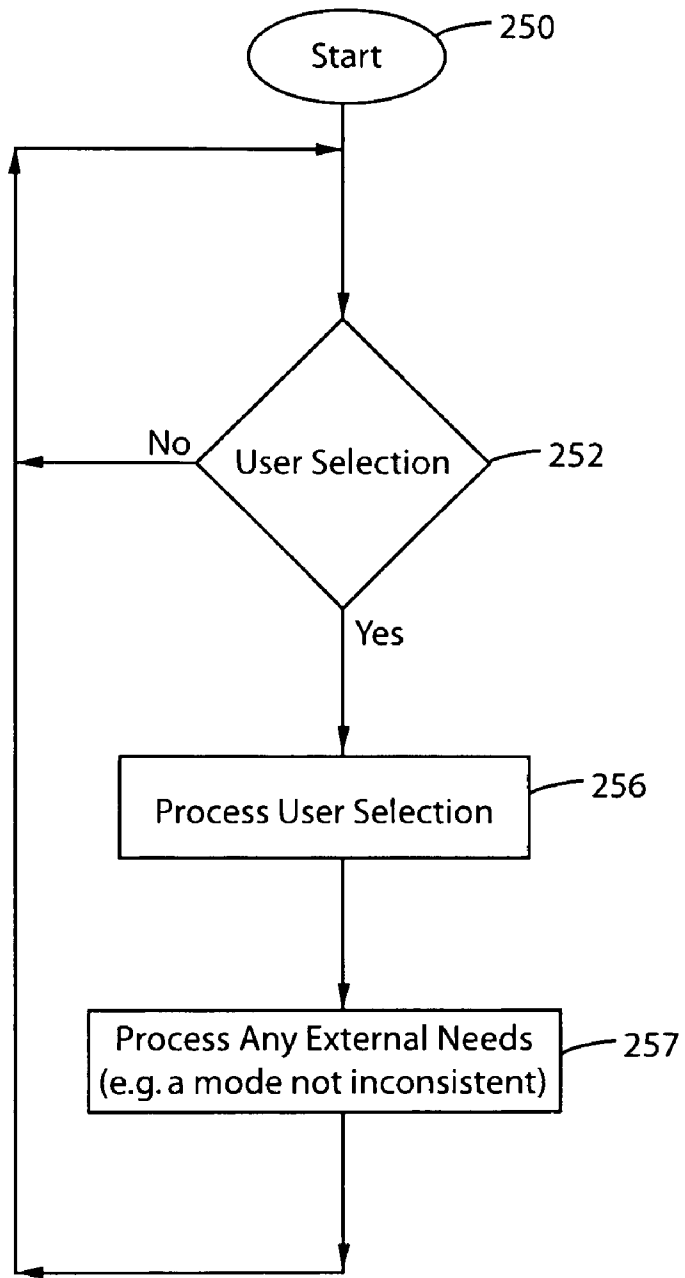 Start
250
No
User Selection
252
Yes
Process User Selection
256
Process Any External Needs
(e.g. a mode not inconsistent)
257